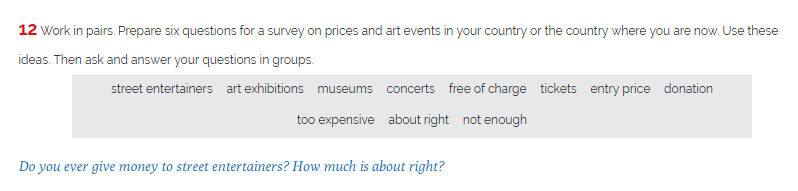 12 Work in pairs. Prepare six questions for a survey on prices and art events in your country or the country where you are now. Use these
ideas. Then ask and answer your questions in groups.
street entertainers art exhibitions museums concerts free of charge tickets entry price donation
too expensive about right not enough
Do you ever give money to street entertainers? How much is about right?